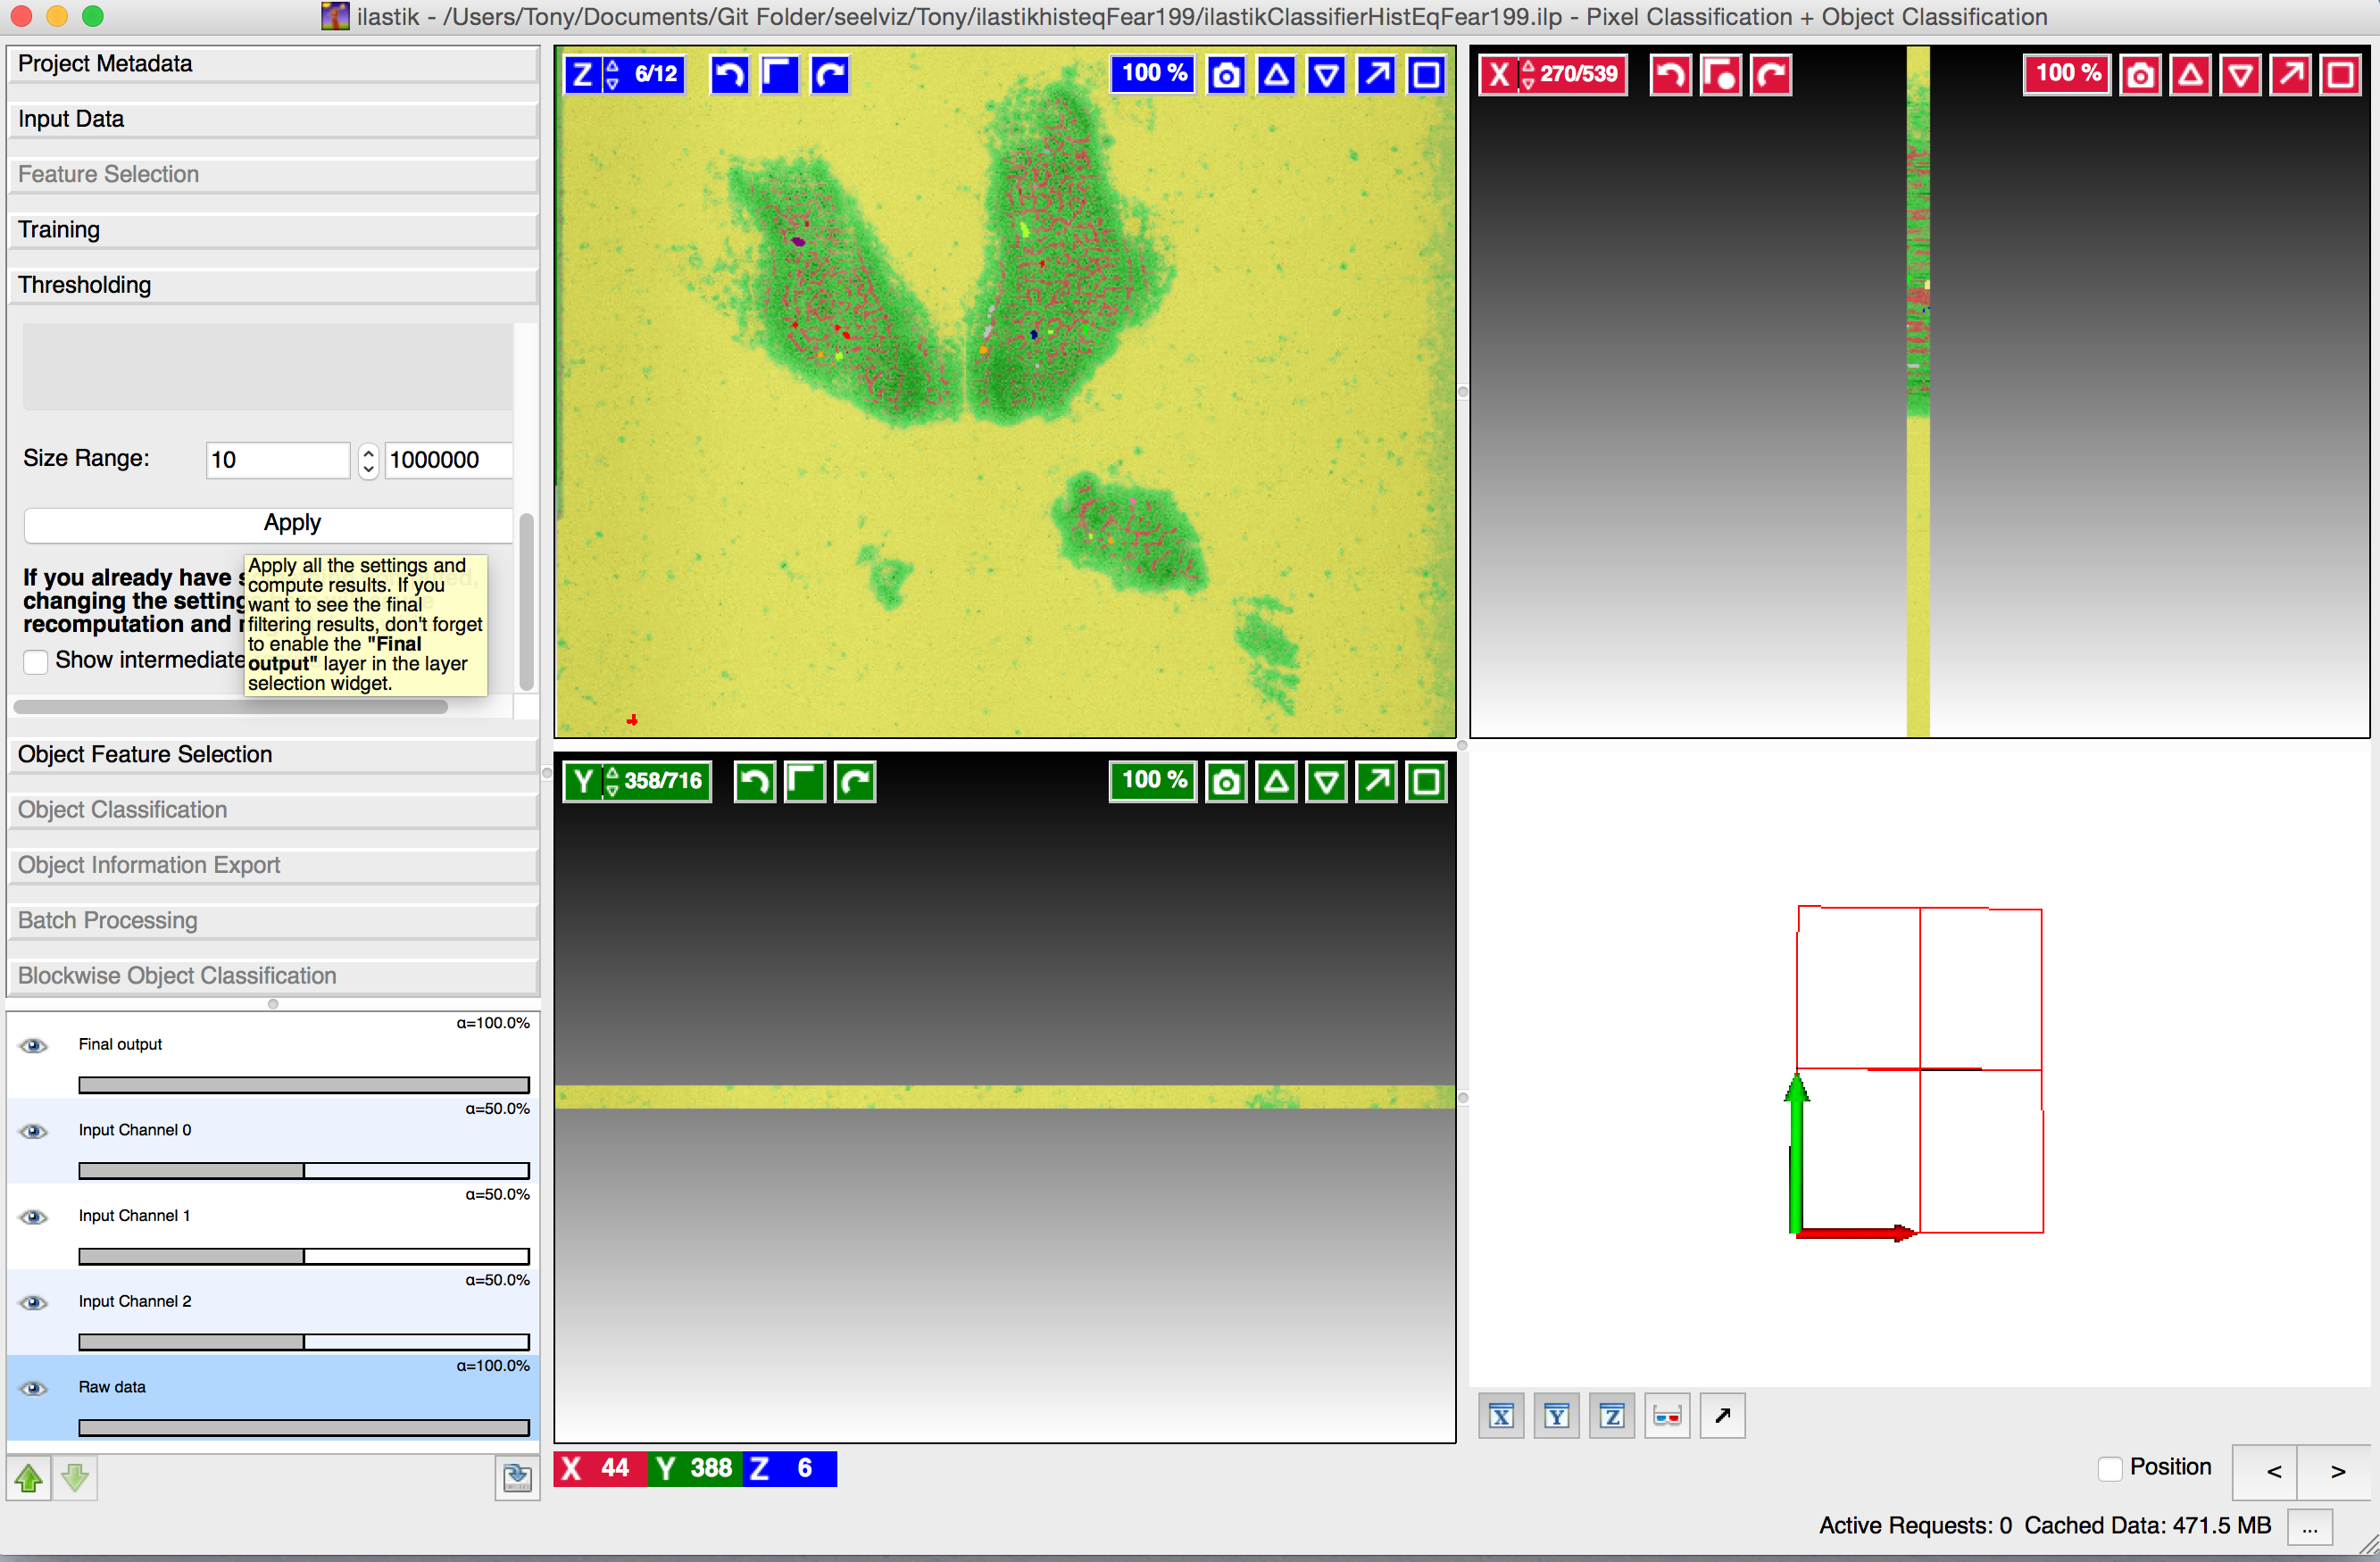 ilastik - /Users/Tony/Documents/Git Folder/seelviz/Tony/ilastikhisteqFear199/ilastikClassifierHistEqFear199.ilp - Pixel Classification + Object Classification
Project Metadata
Input Data
Feature Selection
Training
Thresholding
Size Range: 10 1000000
Apply
If you already have s
changing the setting
recomputation and
Show intermediate
Apply all the settings and
compute results. If you
want to see the final
filtering results, don't forget
to enable the "Final
output" layer in the layer
selection widget.
Object Feature Selection
Object Classification
Object Information Export
Batch Processing
Blockwise Object Classification
α=100.0%
Final output
α=50.0%
Input Channel 0
α=50.0%
Input Channel 1
α=50.0%
Input Channel 2
α=100.0%
Raw data
Z 6/12 100 %
X 270/539 100 %
Y 358/716 100 %
X Y Z
X 44 Y 388 Z 6
Position < >
Active Requests: 0 Cached Data: 471.5 MB ...